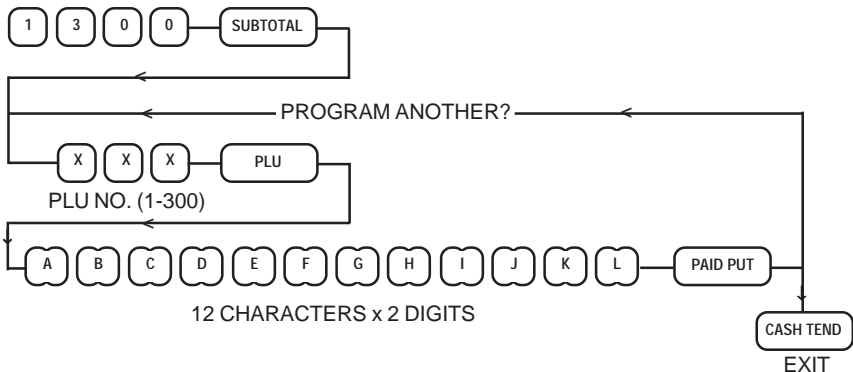 1 3 0 0 SUBTOTAL
PROGRAM ANOTHER?
X X X PLU
PLU NO. (1-300)
A B C D E F G H I J K L PAID PUT
12 CHARACTERS x 2 DIGITS
CASH TEND
EXIT